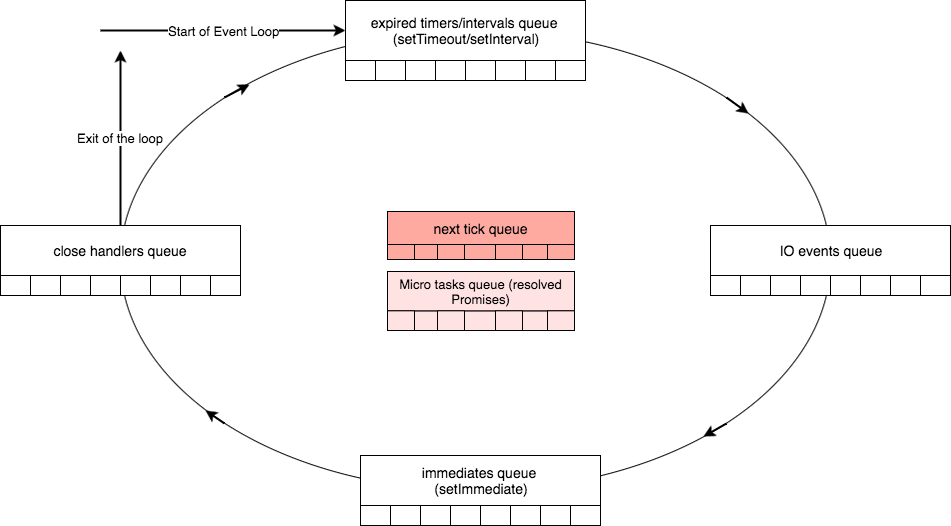 expired timers/intervals queue
(setTimeout/setInterval)
Start of Event Loop
Exit of the loop
close handlers queue
next tick queue
IO events queue
Micro tasks queue (resolved
Promises)
immediates queue
(setImmediate)